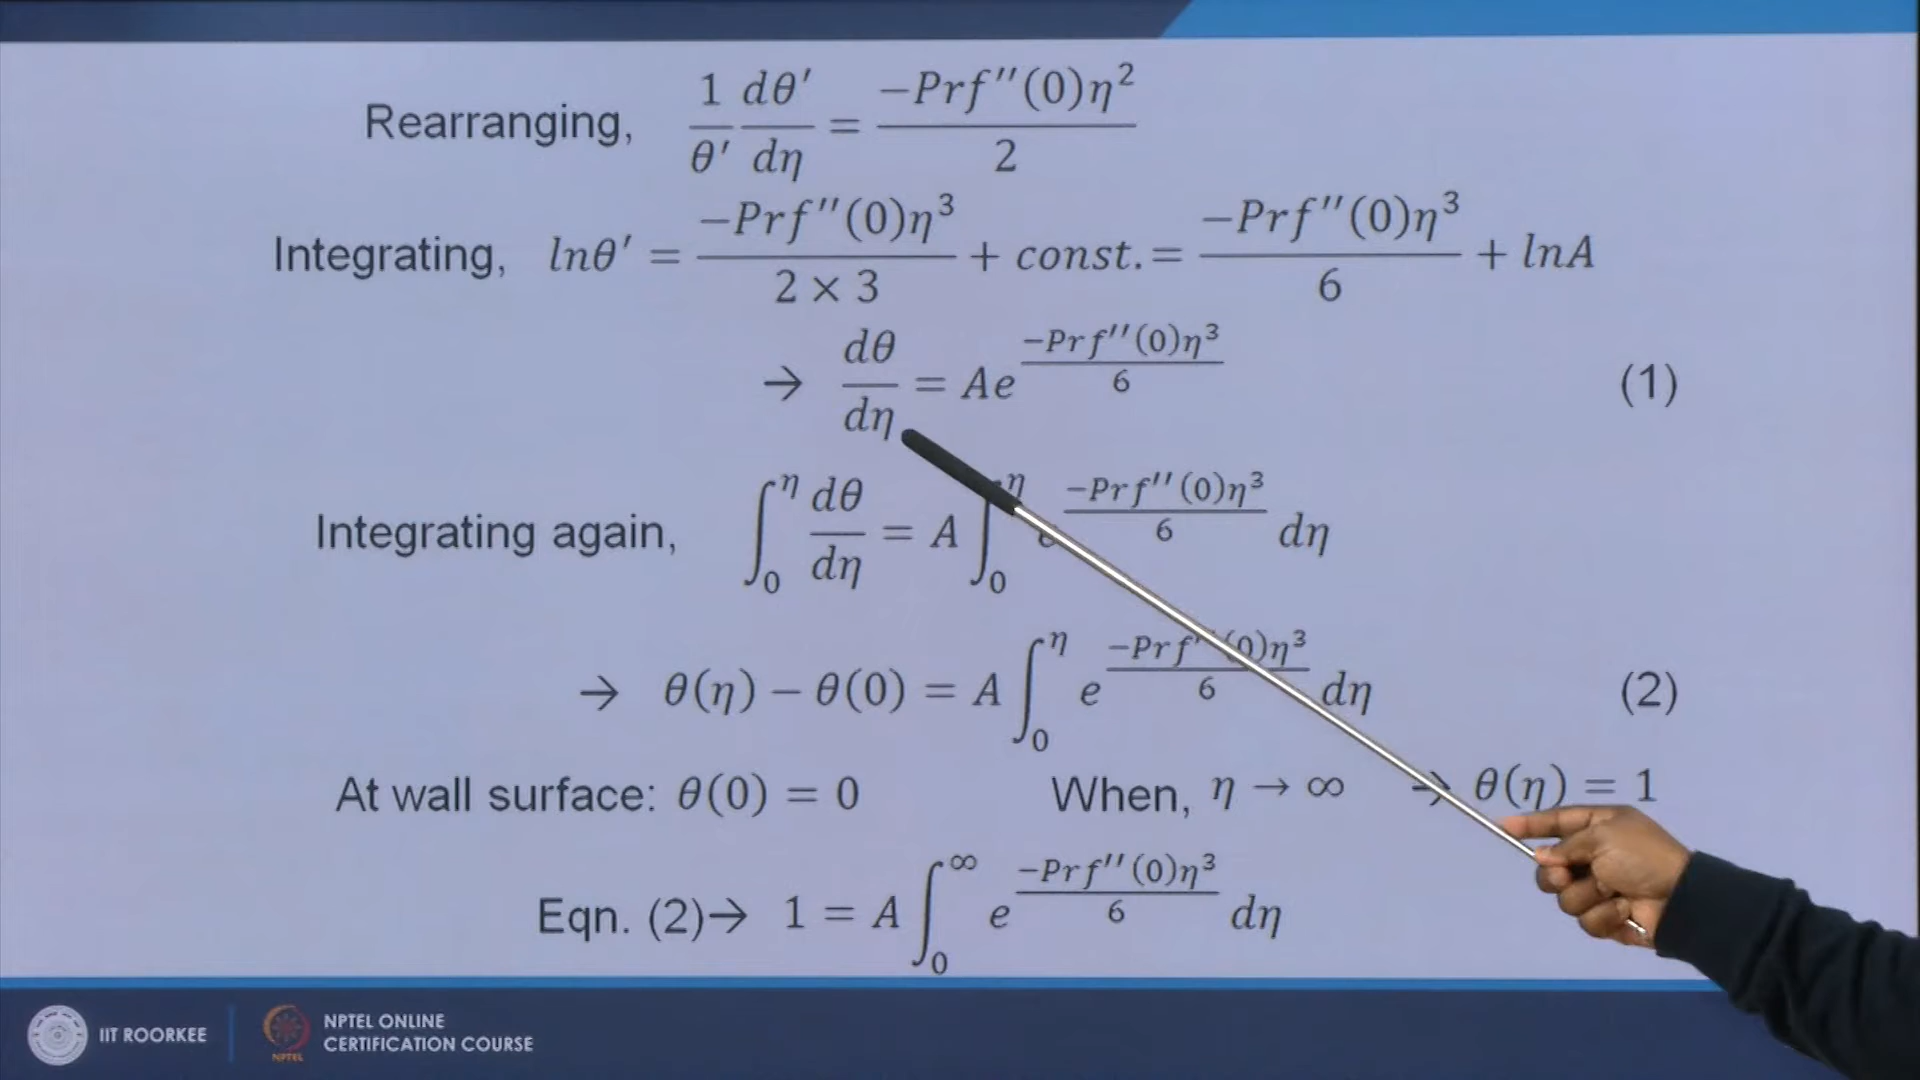 Rearranging, 1/θ′ dθ′/dη = −Prf″(0)η²/2
Integrating, lnθ′ = −Prf″(0)η³/(2 × 3) + const. = −Prf″(0)η³/6 + lnA
→ dθ/dη = Ae^(−Prf″(0)η³/6) (1)
Integrating again, ∫₀^η dθ/dη = A ∫₀^η e^(−Prf″(0)η³/6) dη
→ θ(η) − θ(0) = A ∫₀^η e^(−Prf″(0)η³/6) dη (2)
At wall surface: θ(0) = 0 When, η → ∞ → θ(η) = 1
Eqn. (2)→ 1 = A ∫₀^∞ e^(−Prf″(0)η³/6) dη
IIT ROORKEE
NPTEL
NPTEL ONLINE
CERTIFICATION COURSE